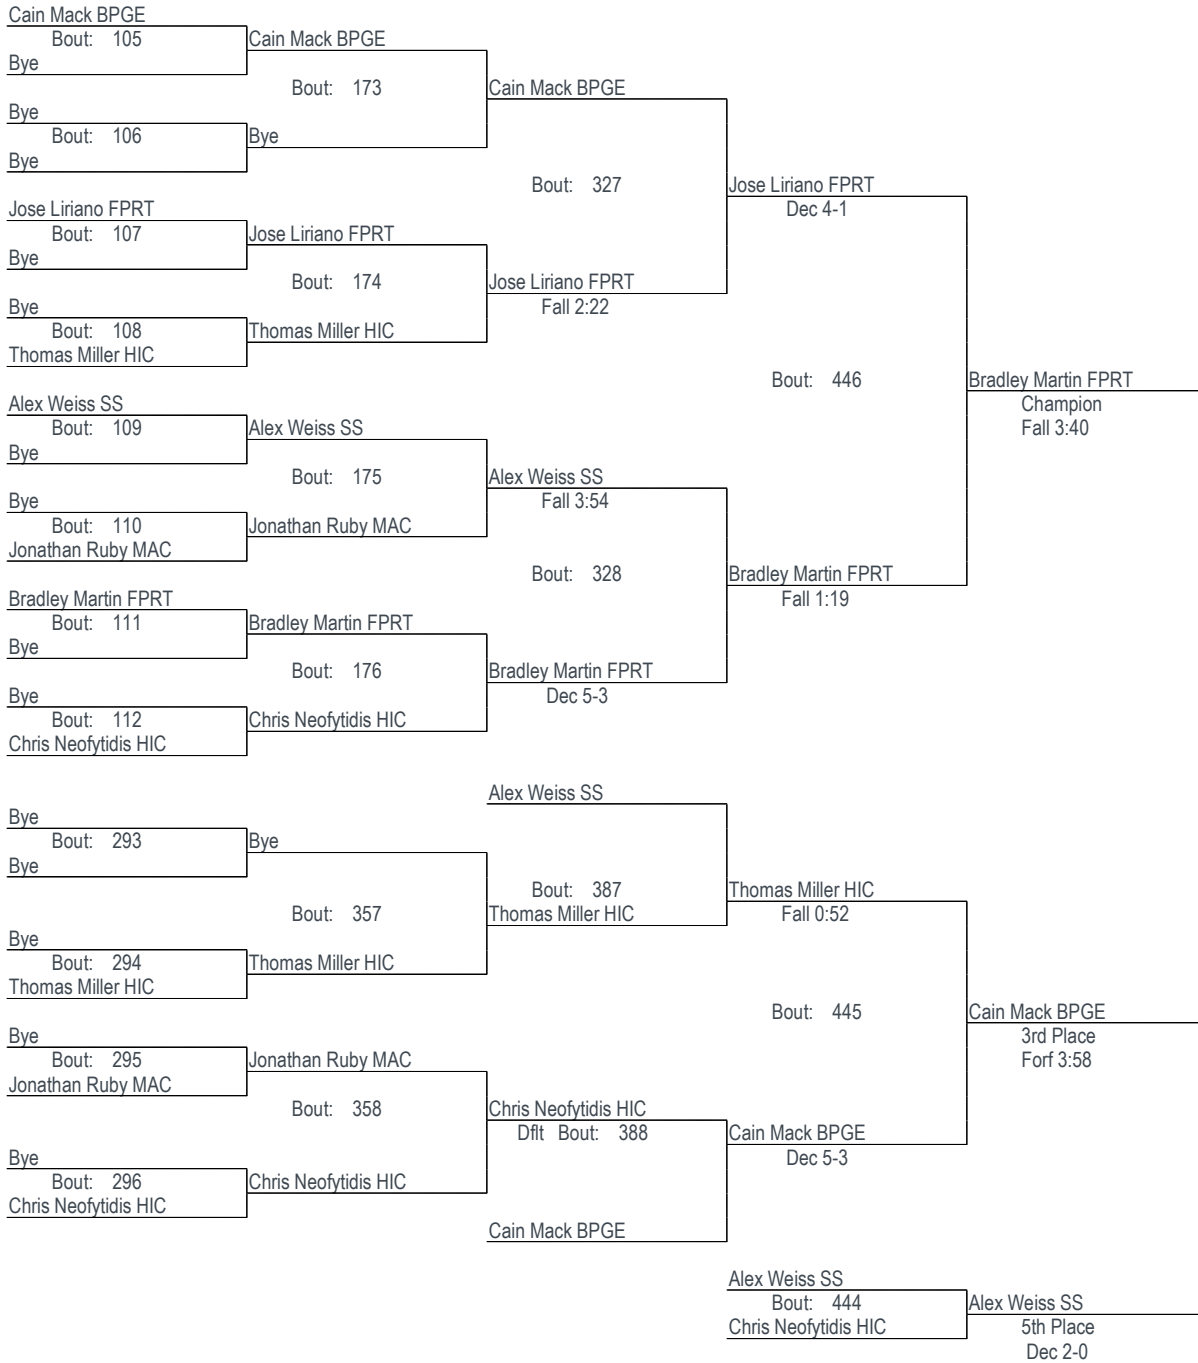 Cain Mack BPGE
Bout: 105
Cain Mack BPGE
Bye
Bout: 173
Cain Mack BPGE
Bye
Bout: 106
Bye
Bye
Bout: 327
Jose Liriano FPRT
Dec 4-1
Jose Liriano FPRT
Bout: 107
Jose Liriano FPRT
Bye
Bout: 174
Jose Liriano FPRT
Fall 2:22
Bye
Bout: 108
Thomas Miller HIC
Thomas Miller HIC
Bout: 446
Bradley Martin FPRT
Champion
Fall 3:40
Alex Weiss SS
Bout: 109
Alex Weiss SS
Bye
Bout: 175
Alex Weiss SS
Fall 3:54
Bye
Bout: 110
Jonathan Ruby MAC
Jonathan Ruby MAC
Bout: 328
Bradley Martin FPRT
Fall 1:19
Bradley Martin FPRT
Bout: 111
Bradley Martin FPRT
Bye
Bout: 176
Bradley Martin FPRT
Dec 5-3
Bye
Bout: 112
Chris Neofytidis HIC
Chris Neofytidis HIC
Alex Weiss SS
Bye
Bout: 293
Bye
Bye
Bout: 387
Thomas Miller HIC
Fall 0:52
Bout: 357
Thomas Miller HIC
Bye
Bout: 294
Thomas Miller HIC
Thomas Miller HIC
Bout: 445
Cain Mack BPGE
3rd Place
Forf 3:58
Bye
Bout: 295
Jonathan Ruby MAC
Jonathan Ruby MAC
Bout: 358
Chris Neofytidis HIC
Dflt Bout: 388
Cain Mack BPGE
Dec 5-3
Bye
Bout: 296
Chris Neofytidis HIC
Chris Neofytidis HIC
Cain Mack BPGE
Alex Weiss SS
Bout: 444
Alex Weiss SS
Chris Neofytidis HIC
5th Place
Dec 2-0